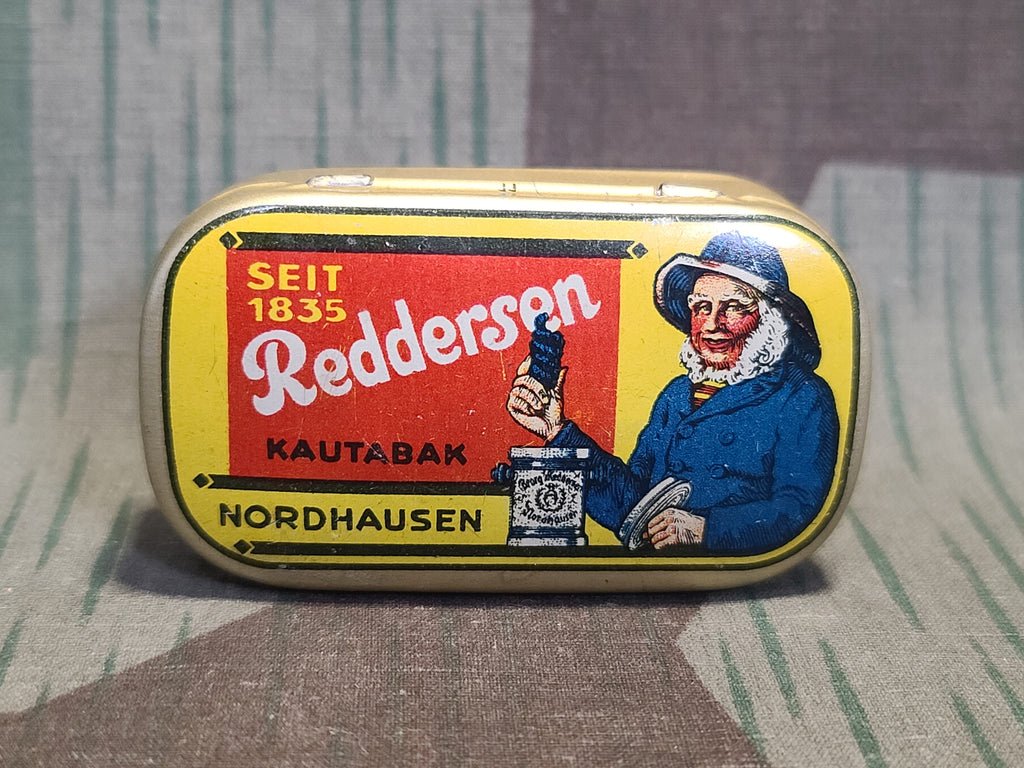 SEIT
1835
Reddersen
KAUTABAK
NORDHAUSEN